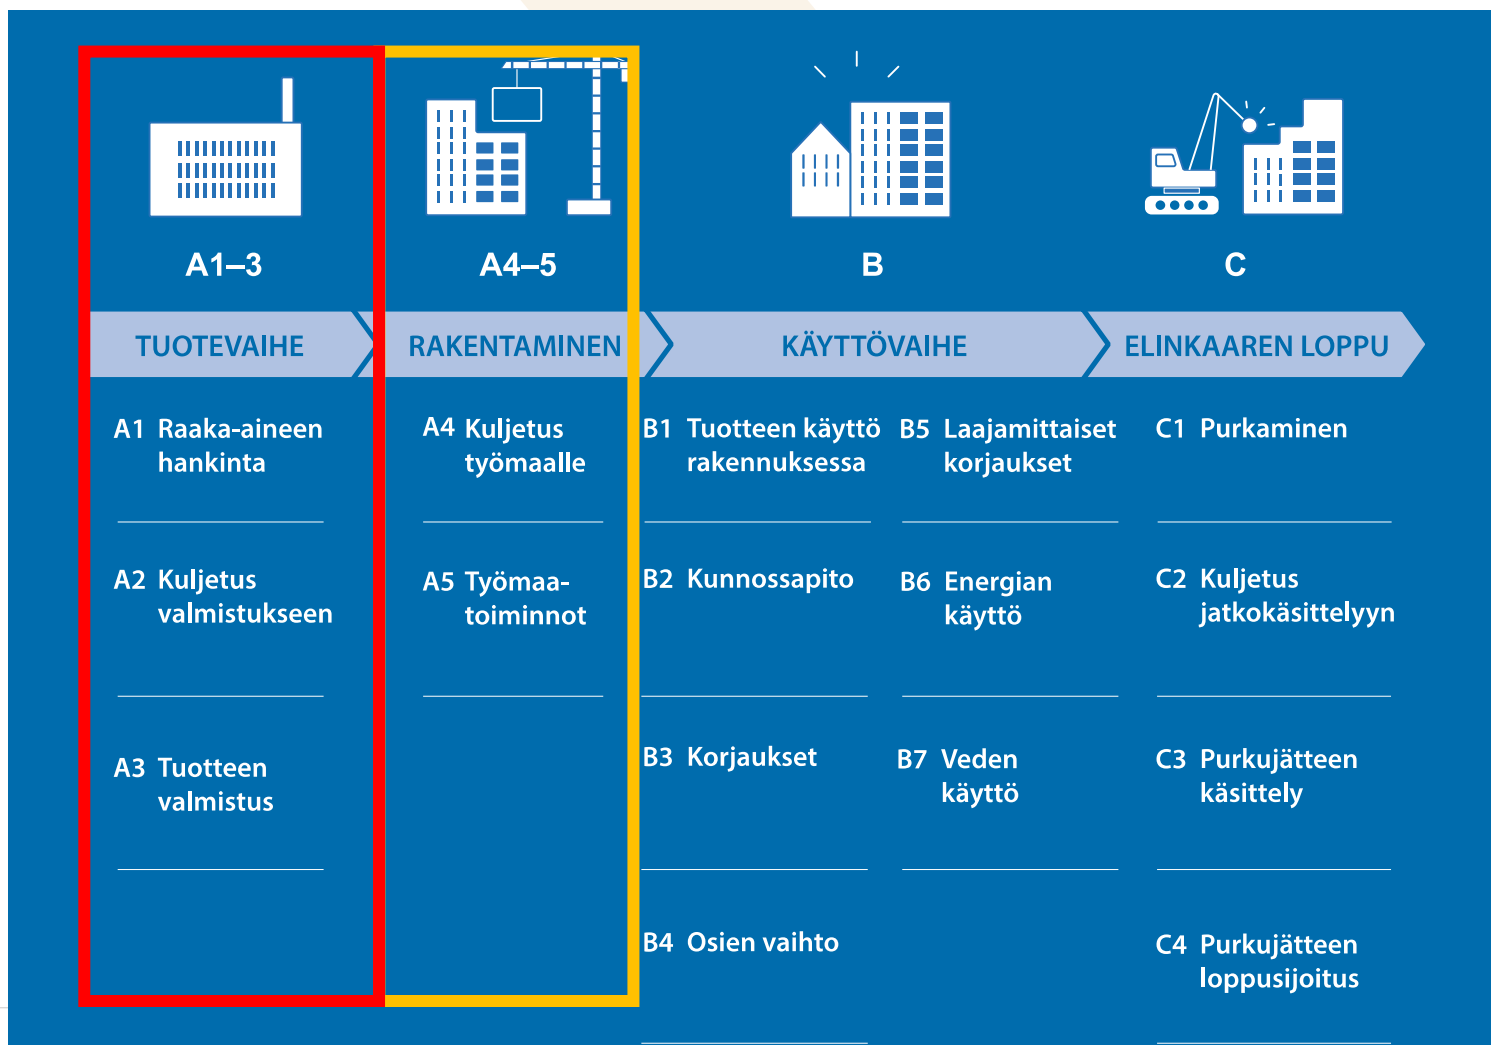 A1–3
A4–5
B
C
TUOTEVAIHE
RAKENTAMINEN
KÄYTTÖVAIHE
ELINKAAREN LOPPU
A1 Raaka-aineen
hankinta
A2 Kuljetus
valmistukseen
A3 Tuotteen
valmistus
A4 Kuljetus
työmaalle
A5 Työmaa-
toiminnot
B1 Tuotteen käyttö
rakennuksessa
B2 Kunnossapito
B3 Korjaukset
B4 Osien vaihto
B5 Laajamittaiset
korjaukset
B6 Energian
käyttö
B7 Veden
käyttö
C1 Purkaminen
C2 Kuljetus
jatkokäsittelyyn
C3 Purkujätteen
käsittely
C4 Purkujätteen
loppusijoitus